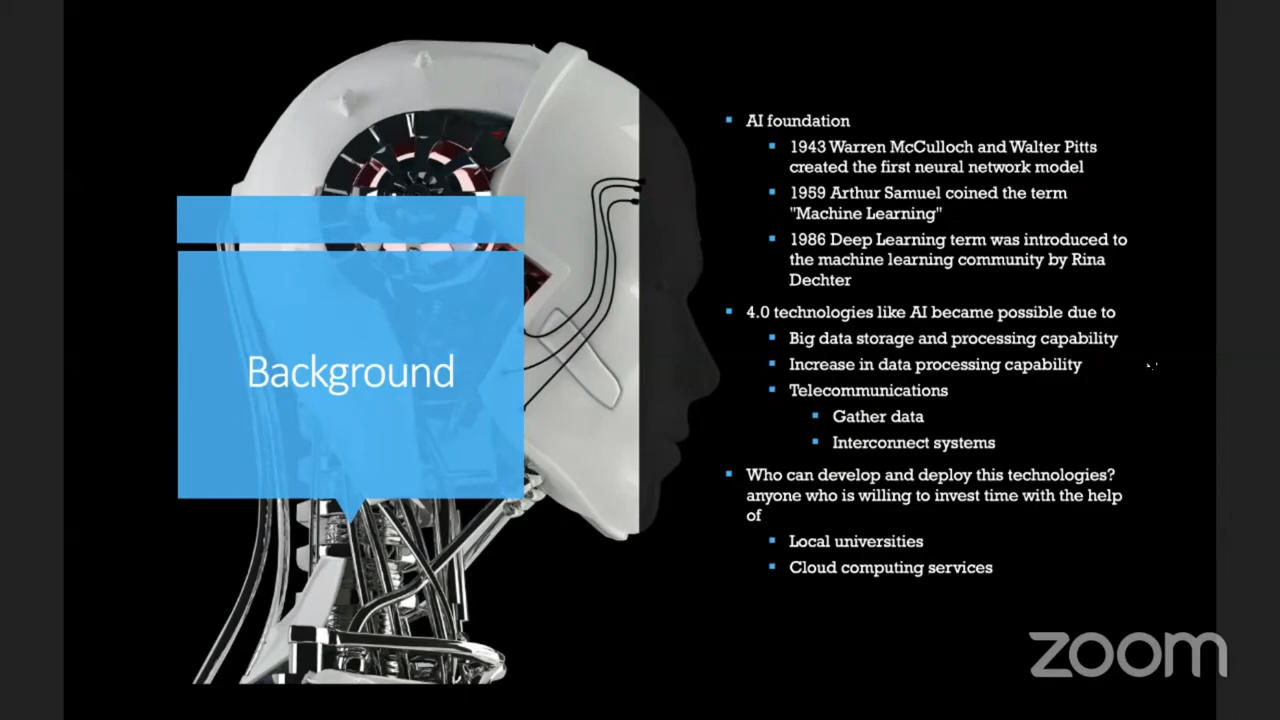 Background
AI foundation
1943 Warren McCulloch and Walter Pitts
created the first neural network model
1959 Arthur Samuel coined the term
"Machine Learning"
1986 Deep Learning term was introduced to
the machine learning community by Rina
Dechter
4.0 technologies like AI became possible due to
Big data storage and processing capability
Increase in data processing capability
Telecommunications
Gather data
Interconnect systems
Who can develop and deploy this technologies?
anyone who is willing to invest time with the help
of
Local universities
Cloud computing services
zoom